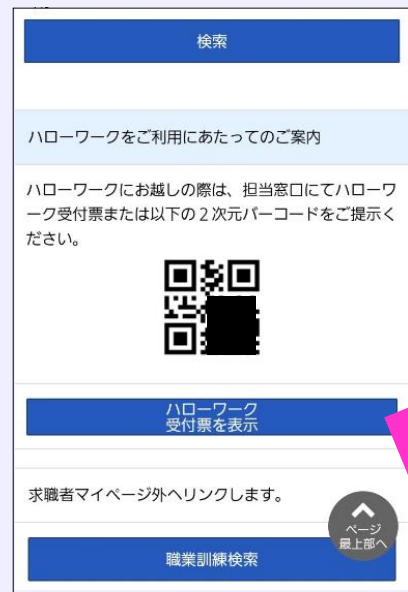 検索
ハローワークをご利用にあたってのご案内
ハローワークにお越しの際は、担当窓口にてハローワ
ーク受付票または以下の２次元バーコードをご提示く
ださい。
ハローワーク
受付票を表示
求職者マイページ外へリンクします。
ページ
最上部へ
職業訓練検索